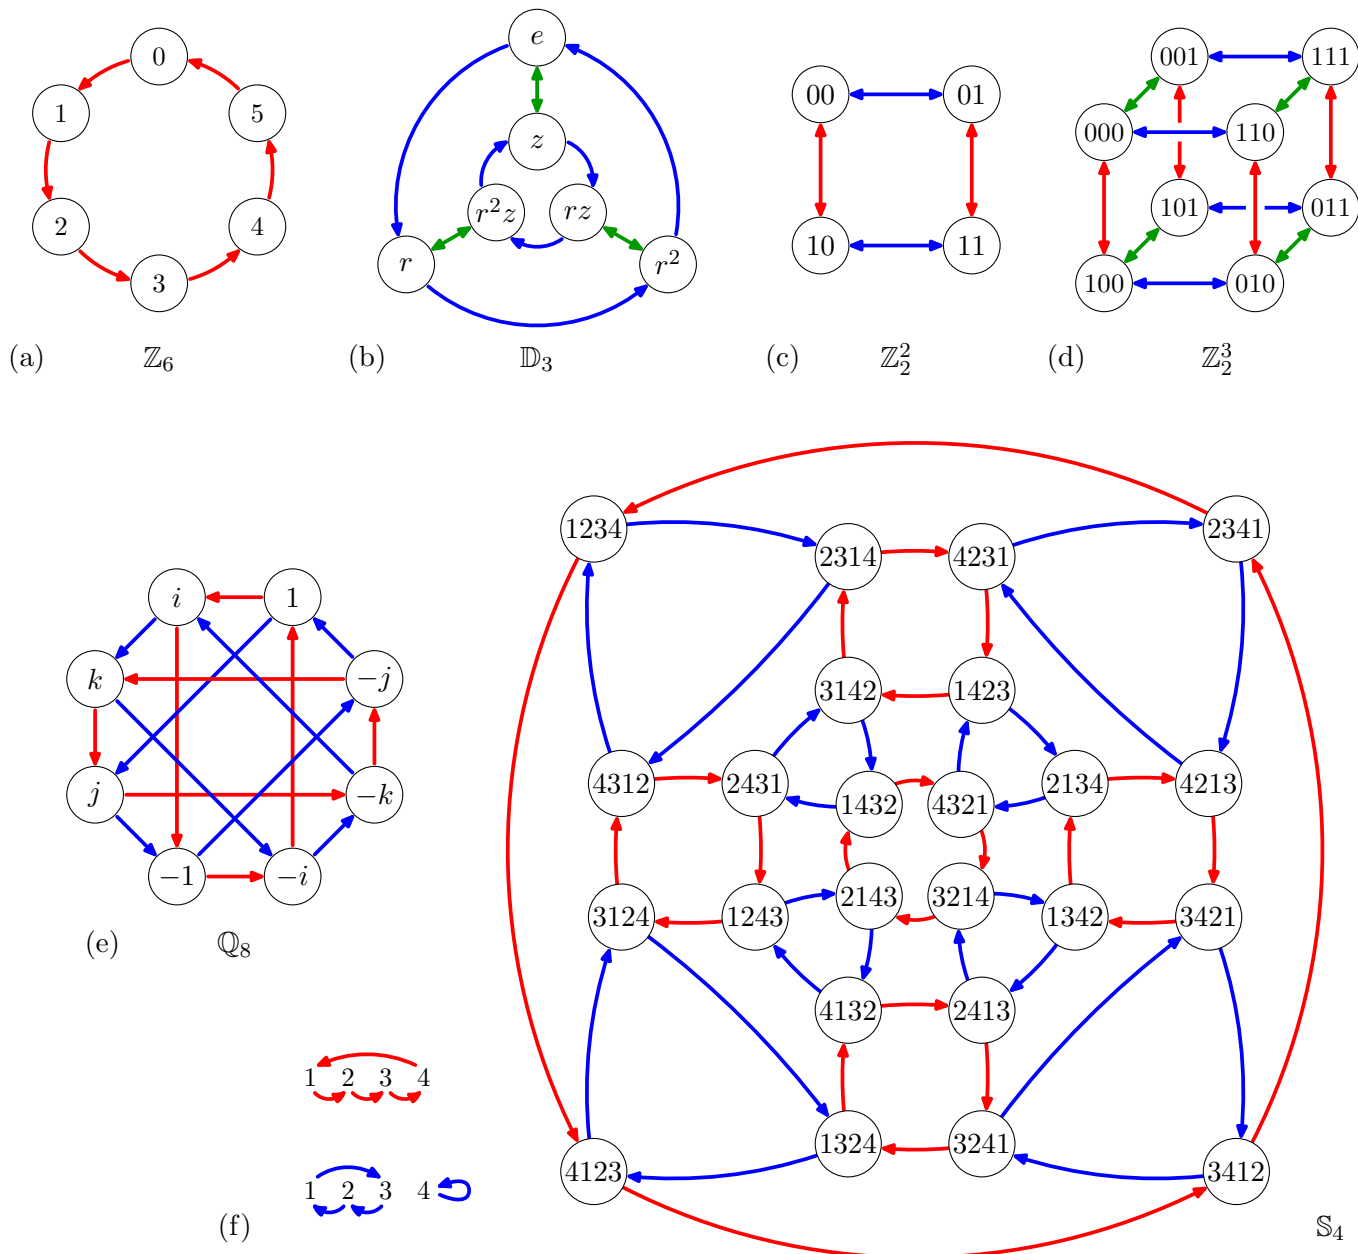 0
1
5
2
4
3
(a) ℤ₆
e
z
r²z rz
r r²
(b) 𝔻₃
00 01
10 11
(c) ℤ₂²
001 111
000 110
101 011
100 010
(d) ℤ₂³
i 1
k −j
j −k
−1 −i
(e) ℚ₈
1234 2341
2314 4231
3142 1423
4312 2431 1432 4321 2134 4213
3124 1243 2143 3214 1342 3421
4132 2413
1324 3241
4123 3412
1 2 3 4
1 2 3 4
(f) 𝕊₄